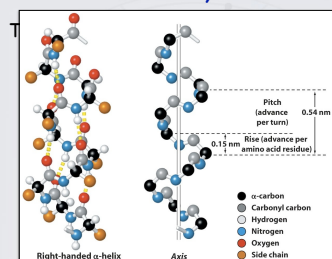 T
Pitch
(advance
per turn)
0.54 nm
0.15 nm
Rise (advance per
amino acid residue)
α-carbon
Carbonyl carbon
Hydrogen
Nitrogen
Oxygen
Side chain
Right-handed α-helix
Axis